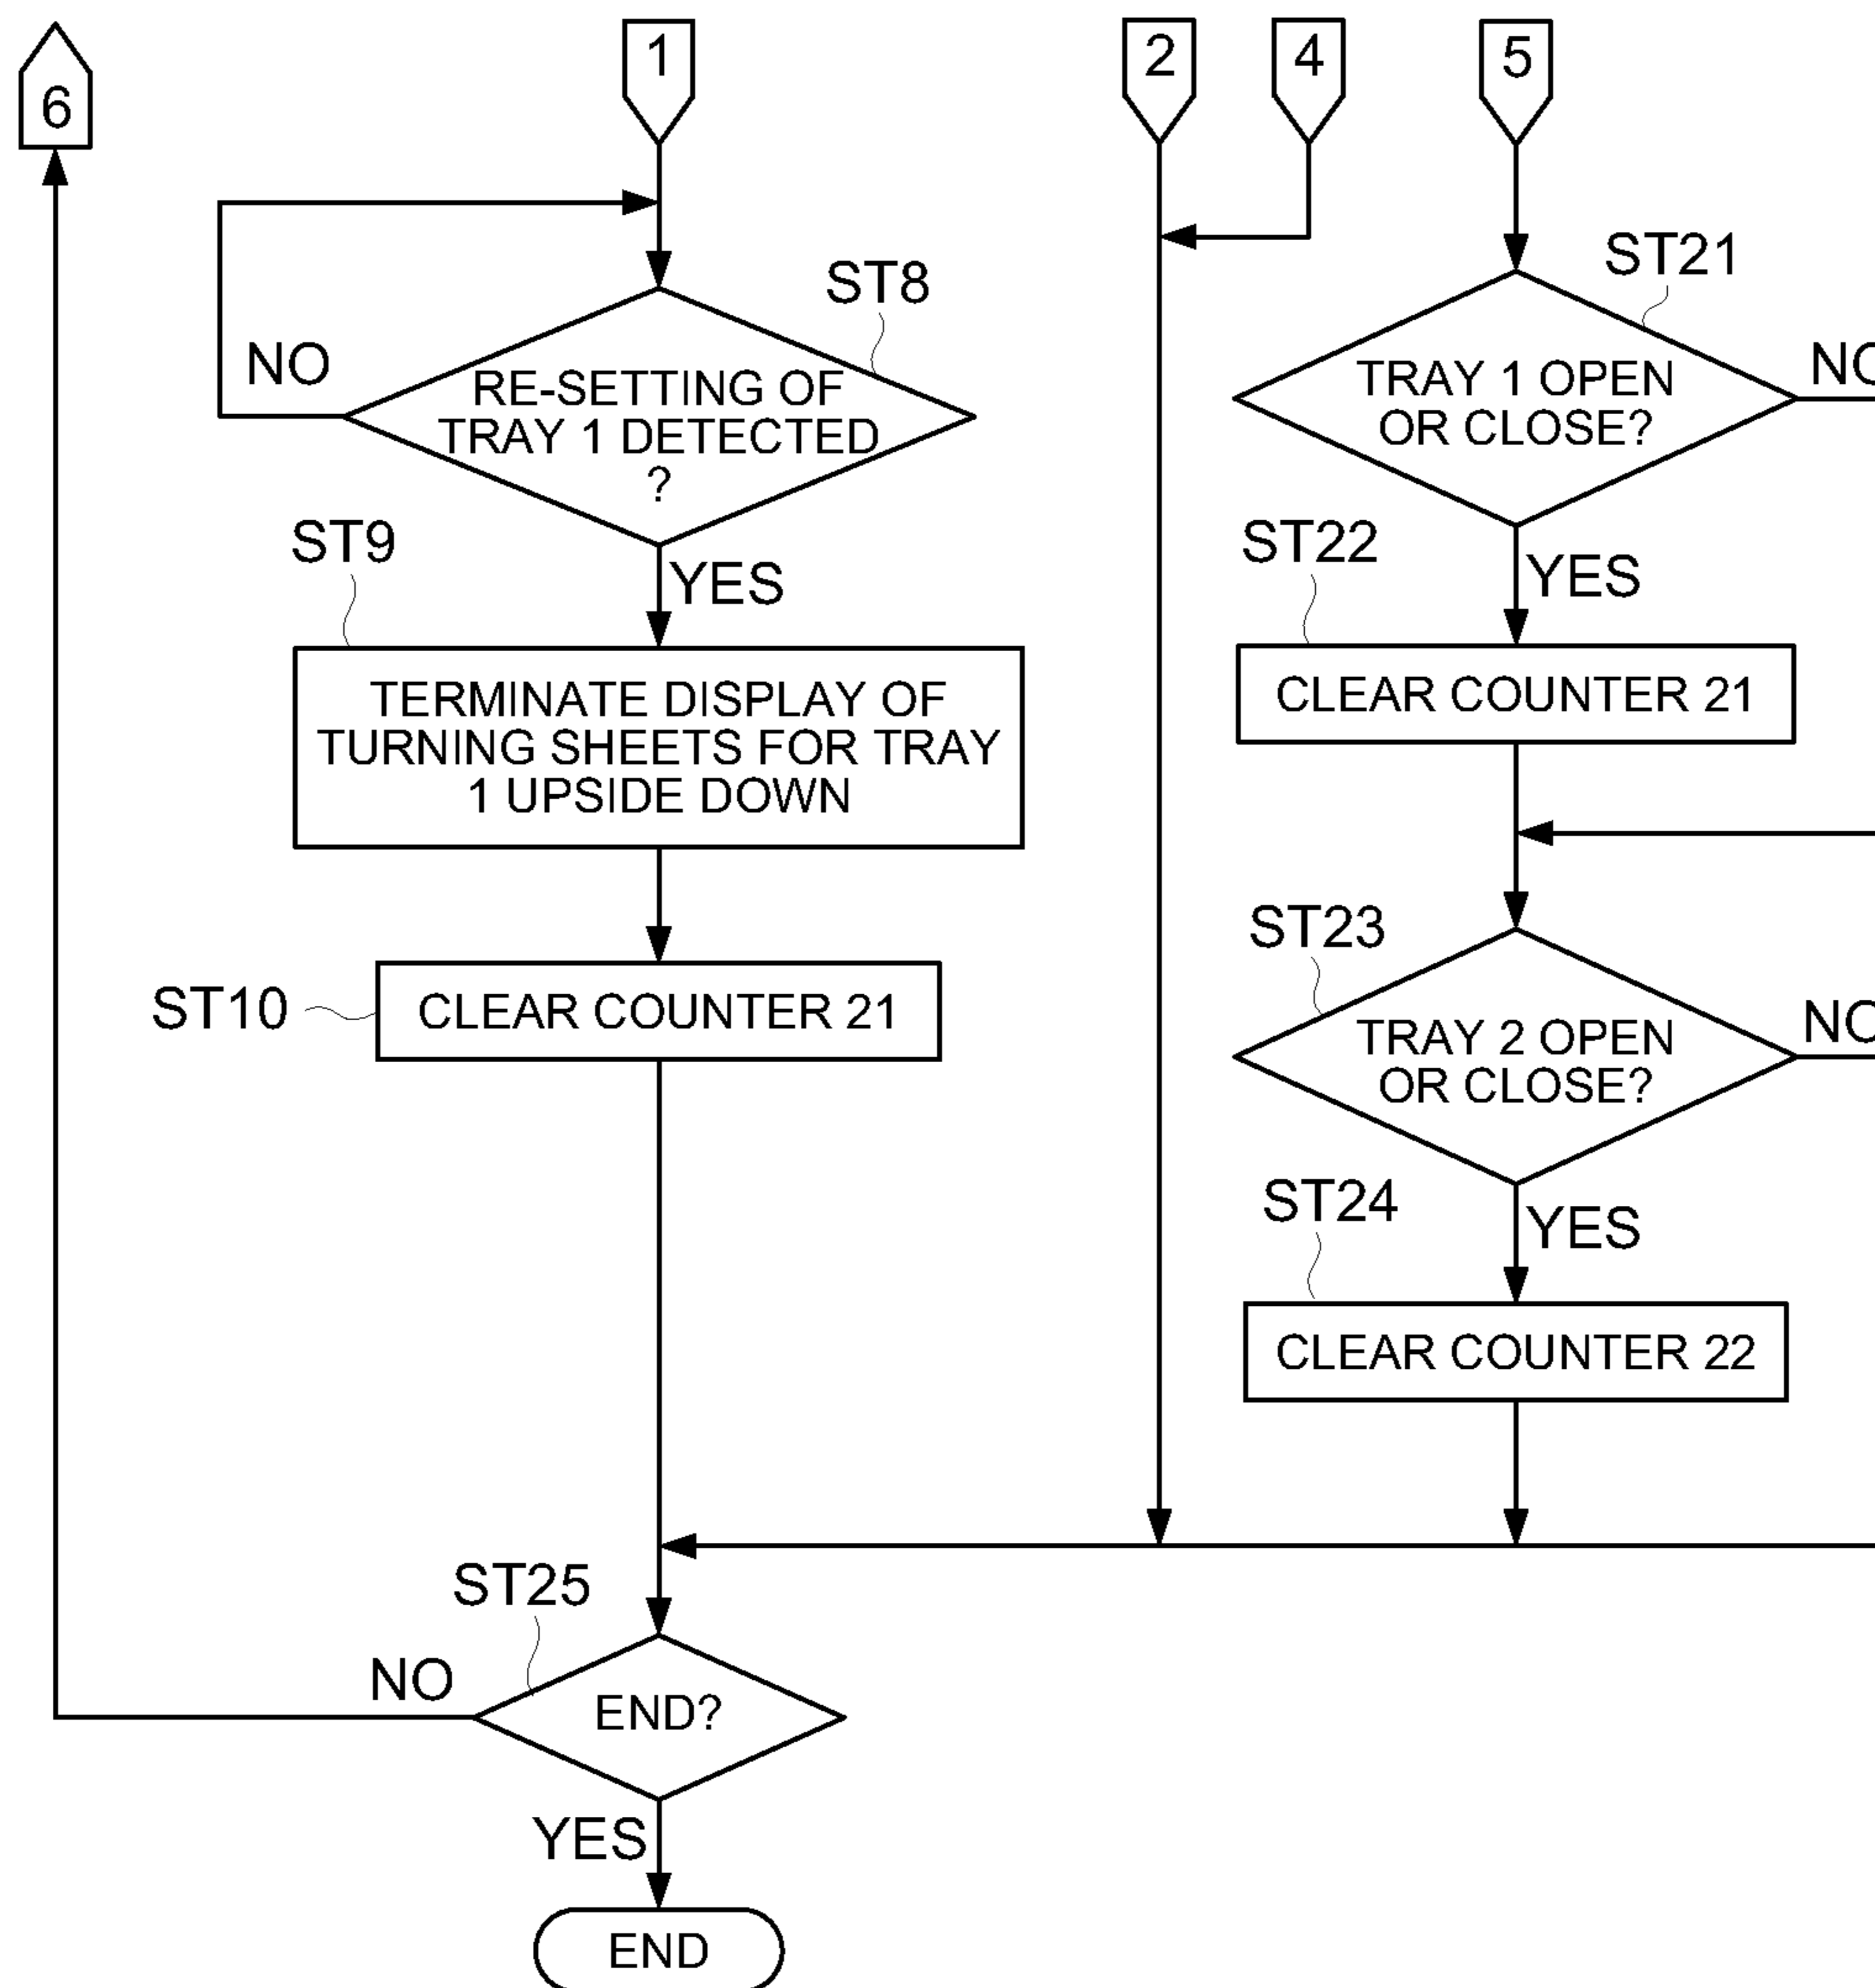 6
1
2
4
5
ST8
NO
RE-SETTING OF
TRAY 1 DETECTED
?
YES
ST9
TERMINATE DISPLAY OF
TURNING SHEETS FOR TRAY
1 UPSIDE DOWN
ST10
CLEAR COUNTER 21
ST21
TRAY 1 OPEN
OR CLOSE?
NO
YES
ST22
CLEAR COUNTER 21
ST23
TRAY 2 OPEN
OR CLOSE?
NO
YES
ST24
CLEAR COUNTER 22
ST25
NO
END?
YES
END